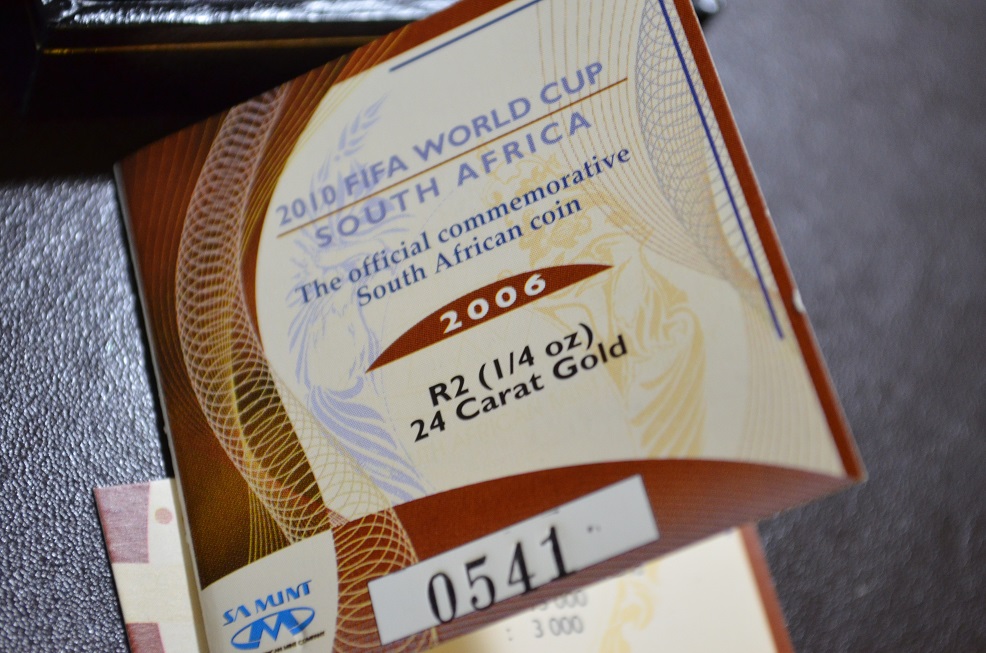 2010 FIFA WORLD CUP
SOUTH AFRICA
The official commemorative
South African coin
2006
R2 (1/4 oz)
24 Carat Gold
0541
SA MINT
: 3 000